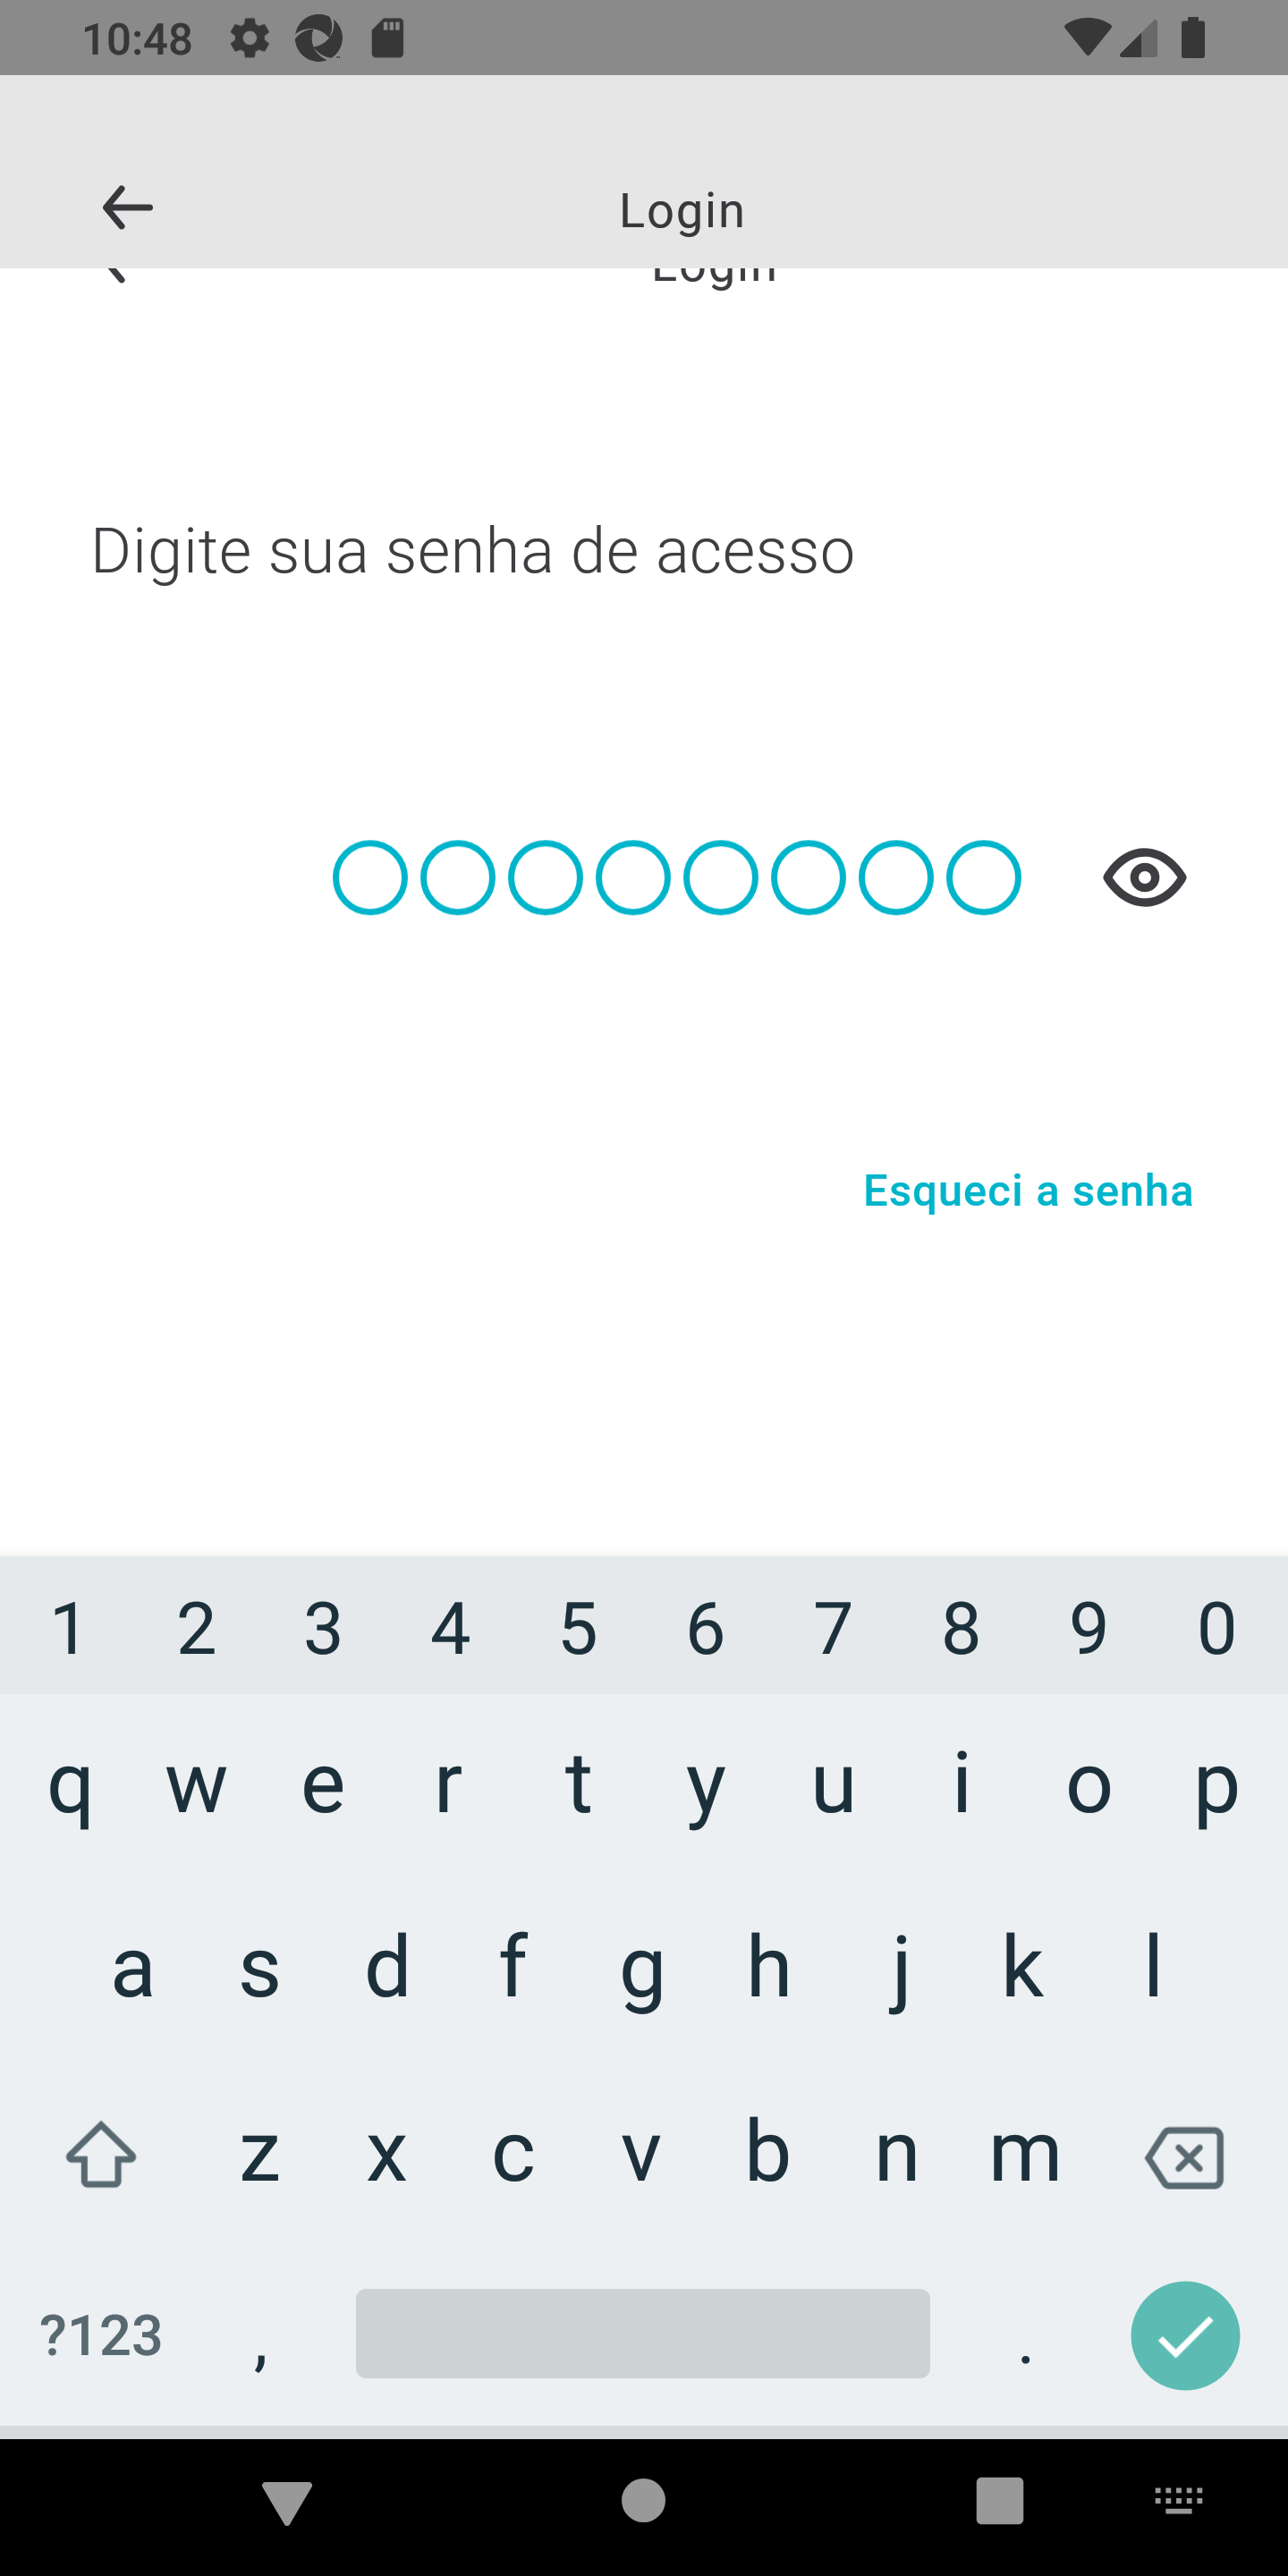 10:48
Login
Login
Digite sua senha de acesso
Esqueci a senha
1 2 3 4 5 6 7 8 9 0
q w e r t y u i o p
a s d f g h j k l
z x c v b n m
?123 , .